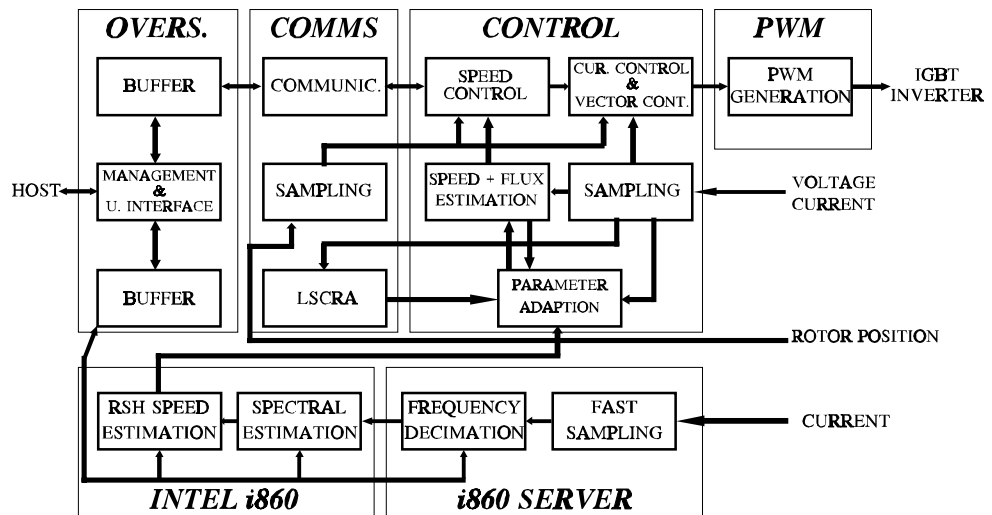 OVERS.
COMMS
CONTROL
PWM
BUFFER
COMMUNIC.
SPEED
CONTROL
CUR. CONTROL
&
VECTOR CONT.
PWM
GENERATION
IGBT
INVERTER
HOST
MANAGEMENT
&
U. INTERFACE
SAMPLING
SPEED + FLUX
ESTIMATION
SAMPLING
VOLTAGE
CURRENT
BUFFER
LSCRA
PARAMETER
ADAPTION
ROTOR POSITION
RSH SPEED
ESTIMATION
SPECTRAL
ESTIMATION
FREQUENCY
DECIMATION
FAST
SAMPLING
CURRENT
INTEL i860
i860 SERVER